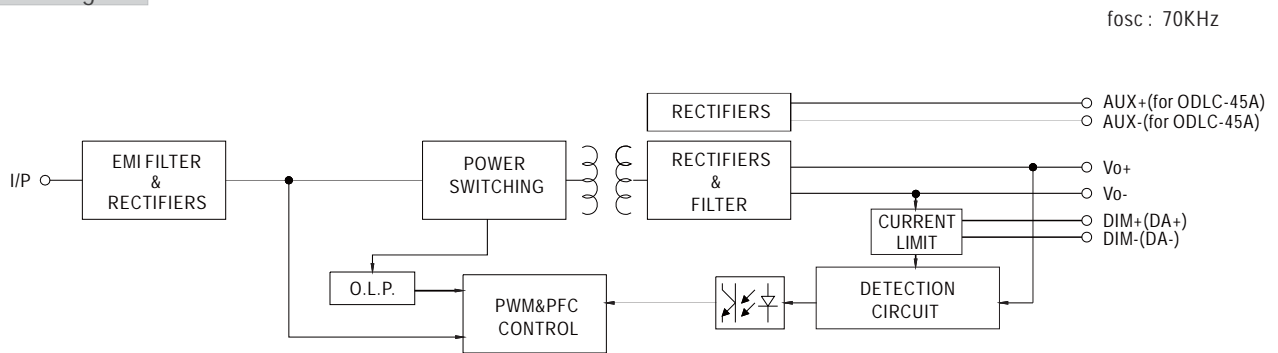 fosc : 70KHz
RECTIFIERS
AUX+(for ODLC-45A)
AUX-(for ODLC-45A)
I/P
EMI FILTER
&
RECTIFIERS
POWER
SWITCHING
RECTIFIERS
&
FILTER
Vo+
Vo-
CURRENT
LIMIT
DIM+(DA+)
DIM-(DA-)
O.L.P.
PWM&PFC
CONTROL
DETECTION
CIRCUIT